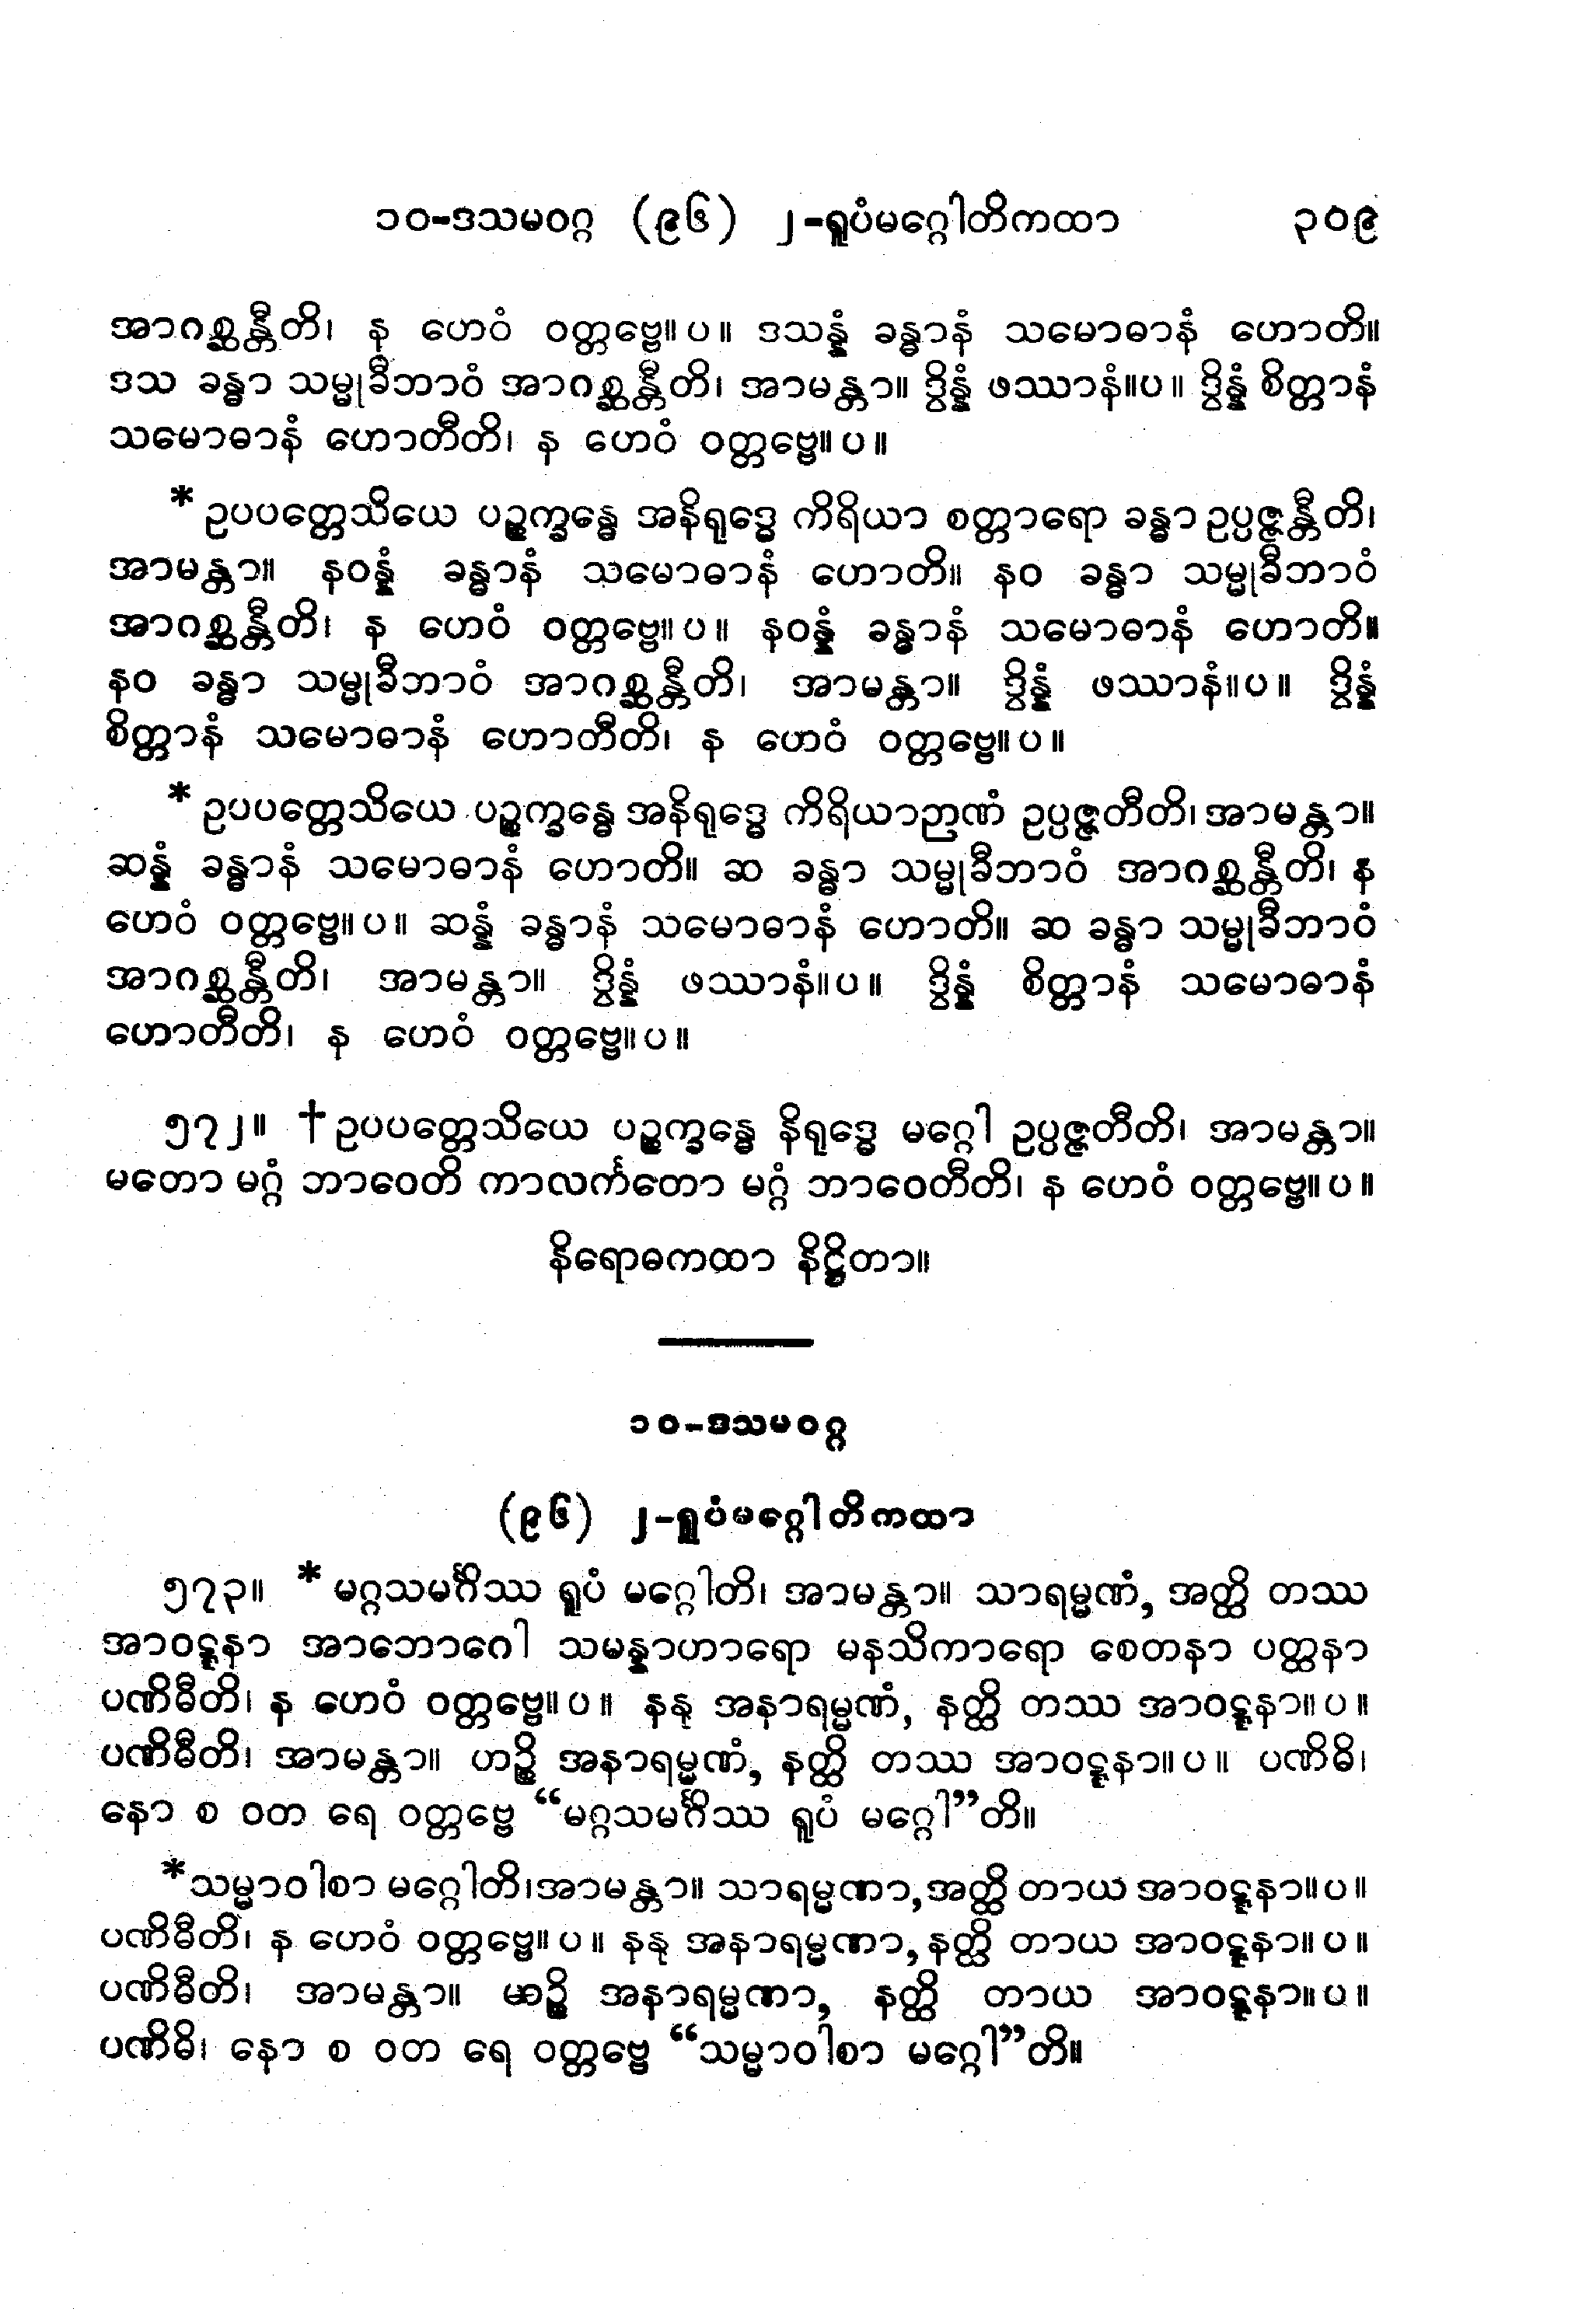 ၁၀-ဒသမဝဂ္ဂ (၉၆) ၂-ရူပံမဂ္ဂေါတိကထာ ၃၀၉
အာဂစ္ဆန္တီတိ၊ န ဟေဝံ ဝတ္တဗ္ဗေ။ပ။ ဒသန္နံ ခန္ဓာနံ သမောဓာနံ ဟောတိ။
ဒသ ခန္ဓာ သမ္မုခီဘာဝံ အာဂစ္ဆန္တီတိ၊ အာမန္တာ။ ဒွိန္နံ ဖဿာနံ။ပ။ ဒွိန္နံ စိတ္တာနံ
သမောဓာနံ ဟောတီတိ၊ န ဟေဝံ ဝတ္တဗ္ဗေ။ပ။
* ဥပပတ္တေသိယေ ပဉ္စက္ခန္ဓေ အနိရုဒ္ဓေ ကိရိယာ စတ္တာရော ခန္ဓာ ဥပ္ပဇ္ဇန္တီတိ၊
အာမန္တာ။ နဝန္နံ ခန္ဓာနံ သမောဓာနံ ဟောတိ။ နဝ ခန္ဓာ သမ္မုခီဘာဝံ
အာဂစ္ဆန္တီတိ၊ န ဟေဝံ ဝတ္တဗ္ဗေ။ပ။ နဝန္နံ ခန္ဓာနံ သမောဓာနံ ဟောတိ။
နဝ ခန္ဓာ သမ္မုခီဘာဝံ အာဂစ္ဆန္တီတိ၊ အာမန္တာ။ ဒွိန္နံ ဖဿာနံ။ပ။ ဒွိန္နံ
စိတ္တာနံ သမောဓာနံ ဟောတီတိ၊ န ဟေဝံ ဝတ္တဗ္ဗေ။ပ။
* ဥပပတ္တေသိယေ ပဉ္စက္ခန္ဓေ အနိရုဒ္ဓေ ကိရိယာဉာဏံ ဥပ္ပဇ္ဇတီတိ၊ အာမန္တာ။
ဆန္နံ ခန္ဓာနံ သမောဓာနံ ဟောတိ။ ဆ ခန္ဓာ သမ္မုခီဘာဝံ အာဂစ္ဆန္တီတိ၊ န
ဟေဝံ ဝတ္တဗ္ဗေ။ပ။ ဆန္နံ ခန္ဓာနံ သမောဓာနံ ဟောတိ။ ဆ ခန္ဓာ သမ္မုခီဘာဝံ
အာဂစ္ဆန္တီတိ၊ အာမန္တာ။ ဒွိန္နံ ဖဿာနံ။ပ။ ဒွိန္နံ စိတ္တာနံ သမောဓာနံ
ဟောတီတိ၊ န ဟေဝံ ဝတ္တဗ္ဗေ။ပ။
၅၇၂။ † ဥပပတ္တေသိယေ ပဉ္စက္ခန္ဓေ နိရုဒ္ဓေ မဂ္ဂေါ ဥပ္ပဇ္ဇတီတိ၊ အာမန္တာ။
မတော မဂ္ဂံ ဘာဝေတိ ကာလင်္ကတော မဂ္ဂံ ဘာဝေတီတိ၊ န ဟေဝံ ဝတ္တဗ္ဗေ။ပ။
နိရောဓကထာ နိဋ္ဌိတာ။
၁၀-ဒသမဝဂ္ဂ
(၉၆) ၂-ရူပံမဂ္ဂေါတိကထာ
၅၇၃။ * မဂ္ဂသမင်္ဂိဿ ရူပံ မဂ္ဂေါတိ၊ အာမန္တာ။ သာရမ္မဏံ, အတ္ထိ တဿ
အာဝဋ္ဋနာ အာဘောဂေါ သမန္နာဟာရော မနသိကာရော စေတနာ ပတ္ထနာ
ပဏိဓီတိ၊ န ဟေဝံ ဝတ္တဗ္ဗေ။ပ။ နနု အနာရမ္မဏံ, နတ္ထိ တဿ အာဝဋ္ဋနာ။ပ။
ပဏိဓီတိ၊ အာမန္တာ။ ဟဉ္စိ အနာရမ္မဏံ, နတ္ထိ တဿ အာဝဋ္ဋနာ။ပ။ ပဏိဓိ၊
နော စ ဝတ ရေ ဝတ္တဗ္ဗေ “မဂ္ဂသမင်္ဂိဿ ရူပံ မဂ္ဂေါ”တိ။
* သမ္မာဝါစာ မဂ္ဂေါတိ၊အာမန္တာ။ သာရမ္မဏာ,အတ္ထိ တာယ အာဝဋ္ဋနာ။ပ။
ပဏိဓီတိ၊ န ဟေဝံ ဝတ္တဗ္ဗေ။ပ။ နနု အနာရမ္မဏာ,နတ္ထိ တာယ အာဝဋ္ဋနာ။ပ။
ပဏိဓီတိ၊ အာမန္တာ။ ဟဉ္စိ အနာရမ္မဏာ, နတ္ထိ တာယ အာဝဋ္ဋနာ။ပ။
ပဏိဓိ၊ နော စ ဝတ ရေ ဝတ္တဗ္ဗေ “သမ္မာဝါစာ မဂ္ဂေါ”တိ။